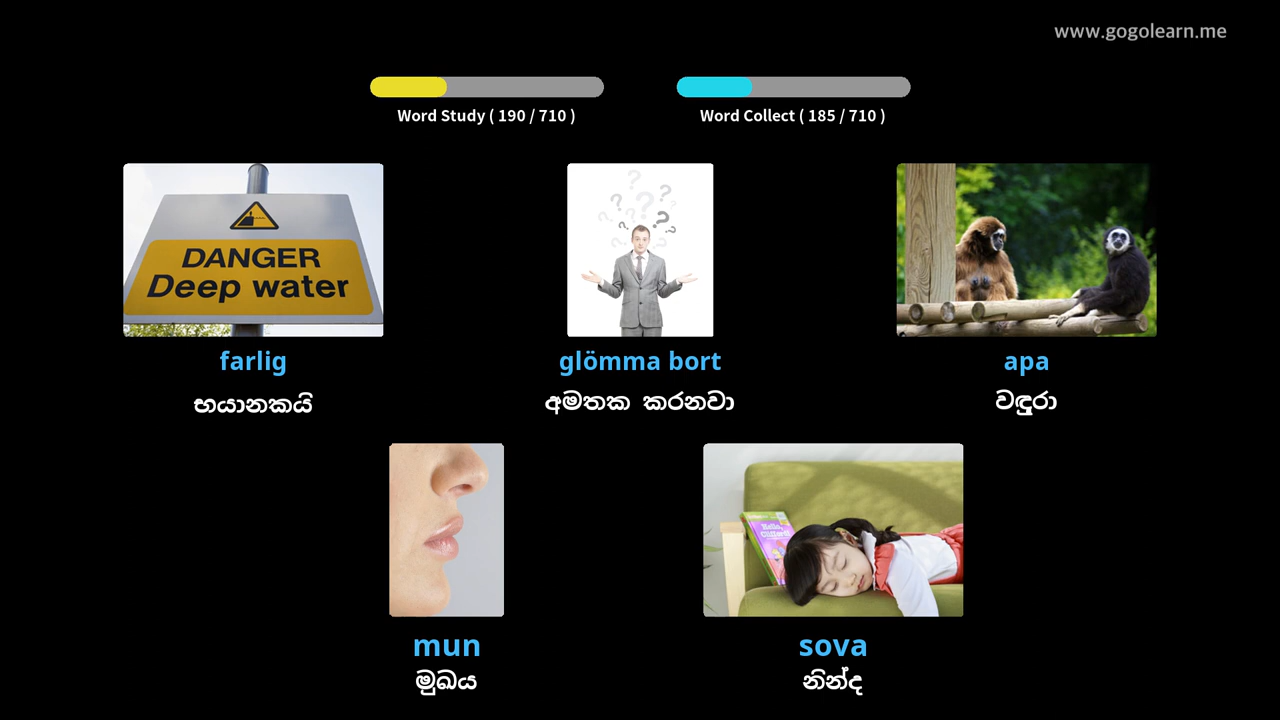 www.gogolearn.me
Word Study ( 190 / 710 )
Word Collect ( 185 / 710 )
DANGER
Deep water
farlig
glömma bort
apa
භයානකයි
අමතක කරනවා
වඳුරා
Hello,
mun
sova
මුඛය
නින්ද